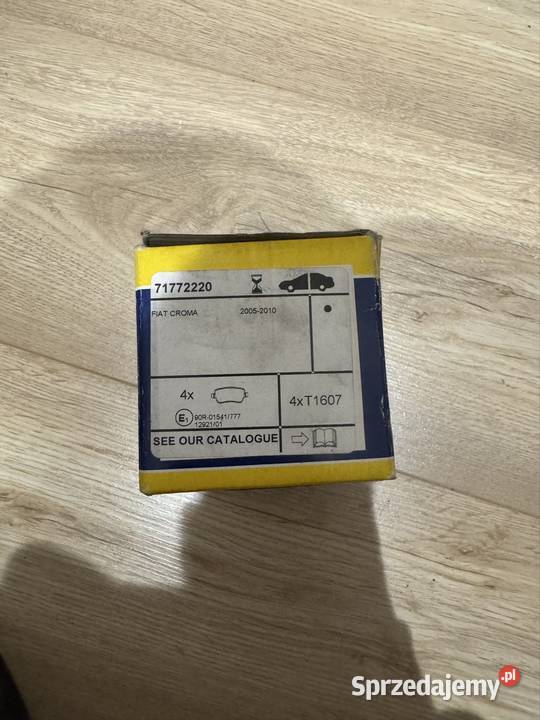 71772220
FIAT CROMA 2005-2010
4x
4xT1607
E1 90R-01541/777
12921/01
SEE OUR CATALOGUE
Sprzedajemy.pl